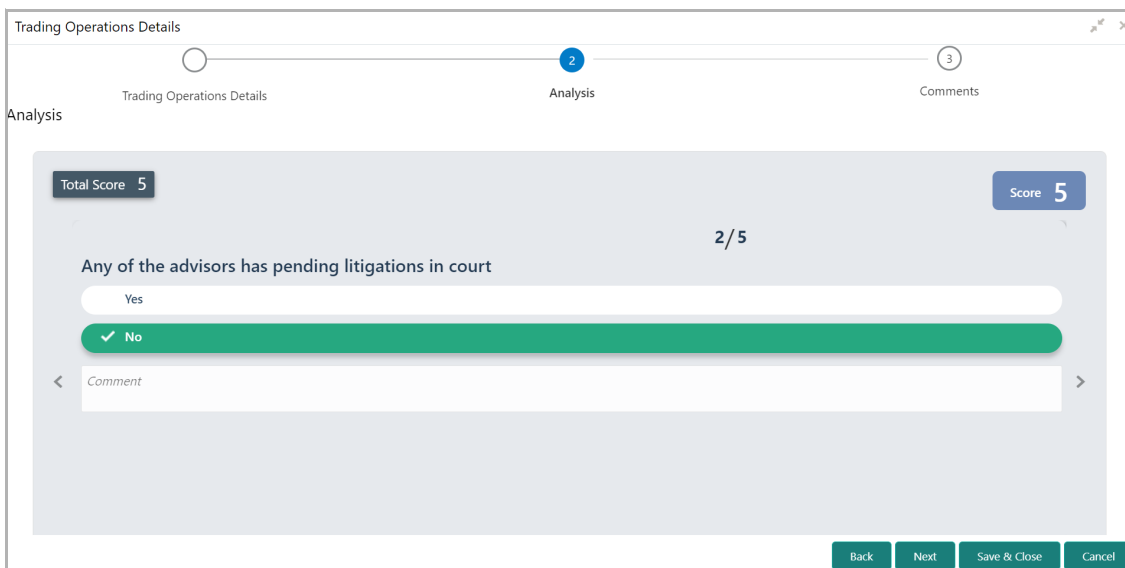 Trading Operations Details
2
3
Trading Operations Details
Analysis
Comments
Analysis
Total Score 5
Score 5
2/5
Any of the advisors has pending litigations in court
Yes
No
Comment
Back Next Save & Close Cancel